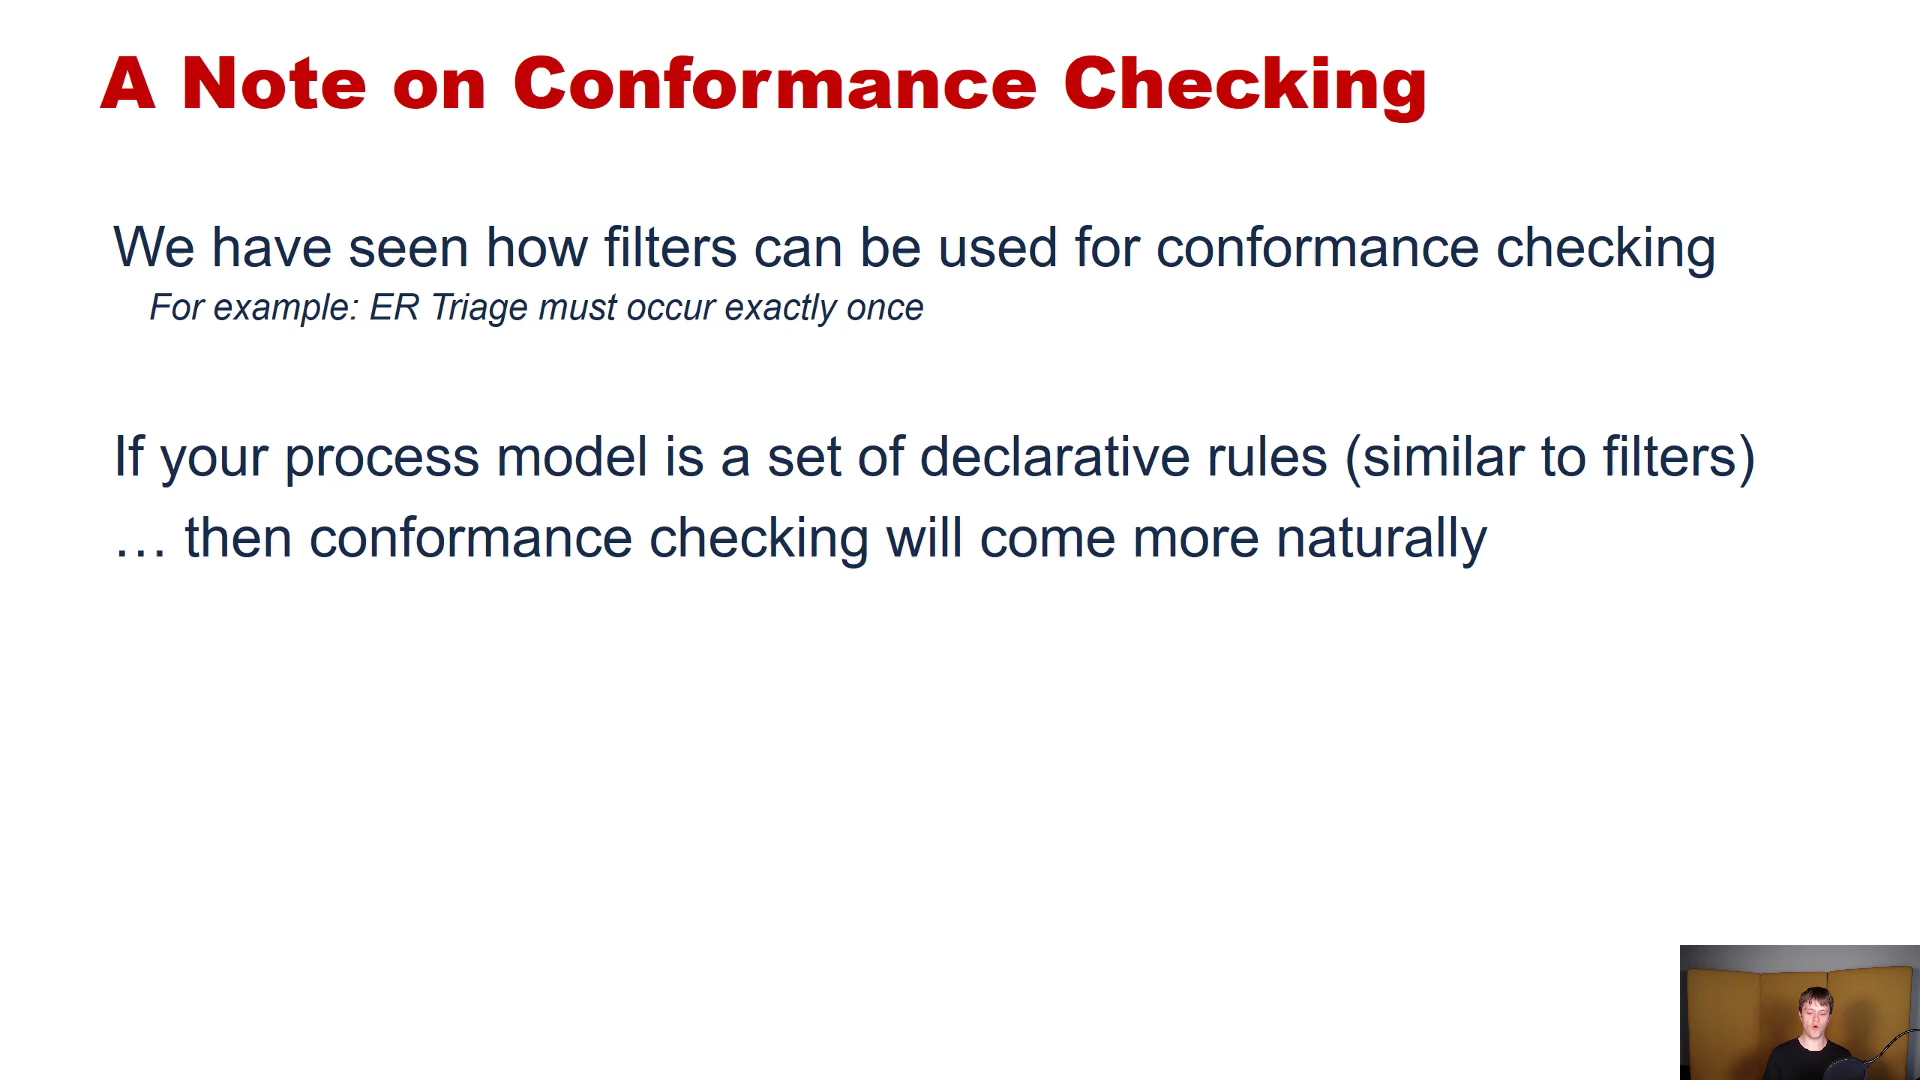 A Note on Conformance Checking
We have seen how filters can be used for conformance checking
For example: ER Triage must occur exactly once
If your process model is a set of declarative rules (similar to filters)
… then conformance checking will come more naturally